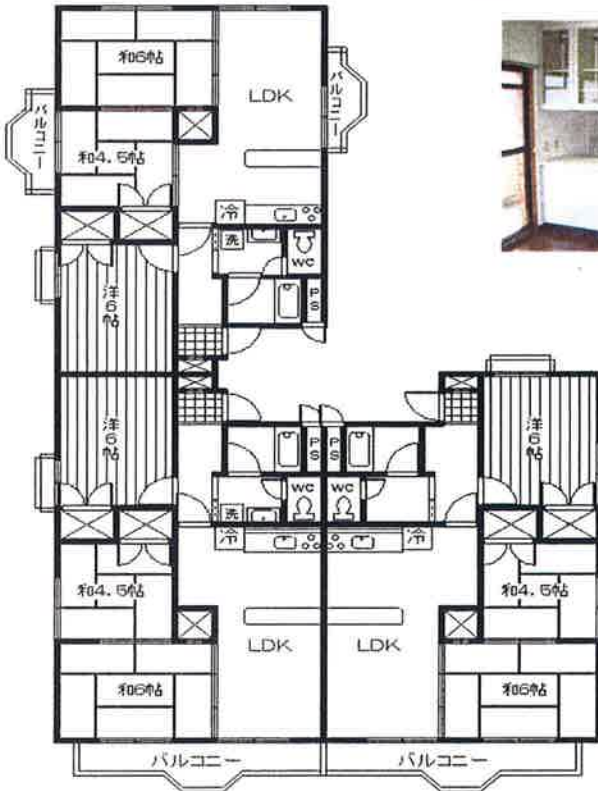 和6帖
LDK
バルコニー
バルコニー
和4.5帖
冷
洗
WC
洋6帖
PS
洋6帖
洋6帖
PS
PS
WC
WC
洗
冷
冷
和4.5帖
和4.5帖
LDK
LDK
和6帖
和6帖
バルコニー
バルコニー